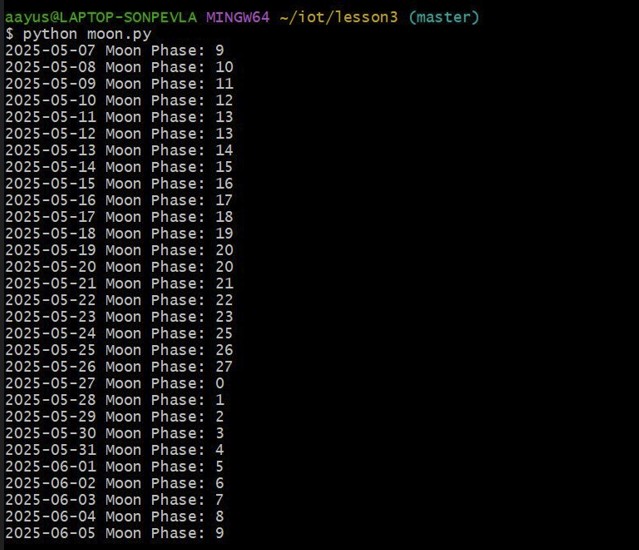 aayus@LAPTOP-SONPEVLA MINGW64 ~/iot/lesson3 (master)
$ python moon.py
2025-05-07 Moon Phase: 9
2025-05-08 Moon Phase: 10
2025-05-09 Moon Phase: 11
2025-05-10 Moon Phase: 12
2025-05-11 Moon Phase: 13
2025-05-12 Moon Phase: 13
2025-05-13 Moon Phase: 14
2025-05-14 Moon Phase: 15
2025-05-15 Moon Phase: 16
2025-05-16 Moon Phase: 17
2025-05-17 Moon Phase: 18
2025-05-18 Moon Phase: 19
2025-05-19 Moon Phase: 20
2025-05-20 Moon Phase: 20
2025-05-21 Moon Phase: 21
2025-05-22 Moon Phase: 22
2025-05-23 Moon Phase: 23
2025-05-24 Moon Phase: 25
2025-05-25 Moon Phase: 26
2025-05-26 Moon Phase: 27
2025-05-27 Moon Phase: 0
2025-05-28 Moon Phase: 1
2025-05-29 Moon Phase: 2
2025-05-30 Moon Phase: 3
2025-05-31 Moon Phase: 4
2025-06-01 Moon Phase: 5
2025-06-02 Moon Phase: 6
2025-06-03 Moon Phase: 7
2025-06-04 Moon Phase: 8
2025-06-05 Moon Phase: 9